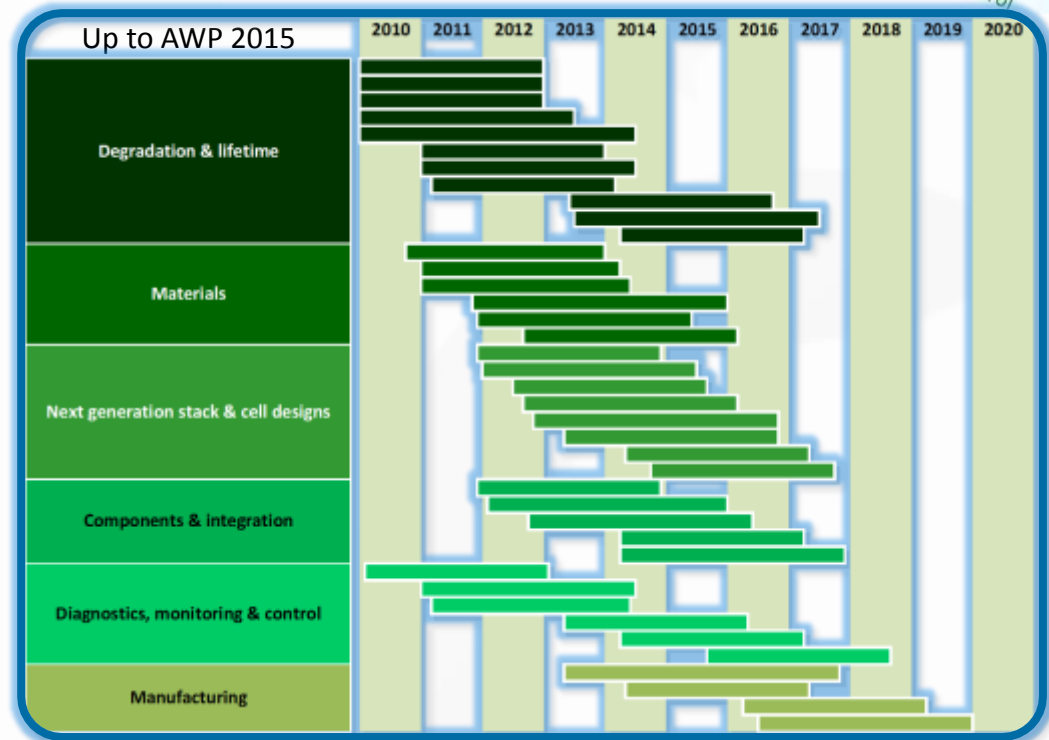 Up to AWP 2015
2010 2011 2012 2013 2014 2015 2016 2017 2018 2019 2020
Degradation & lifetime
Materials
Next generation stack & cell designs
Components & integration
Diagnostics, monitoring & control
Manufacturing